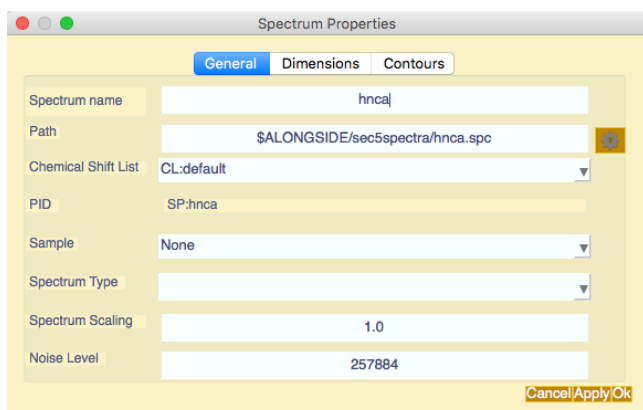 Spectrum Properties
General Dimensions Contours
Spectrum name hnca
Path $ALONGSIDE/sec5spectra/hnca.spc
Chemical Shift List CL:default
PID SP:hnca
Sample None
Spectrum Type
Spectrum Scaling 1.0
Noise Level 257884
Cancel Apply Ok